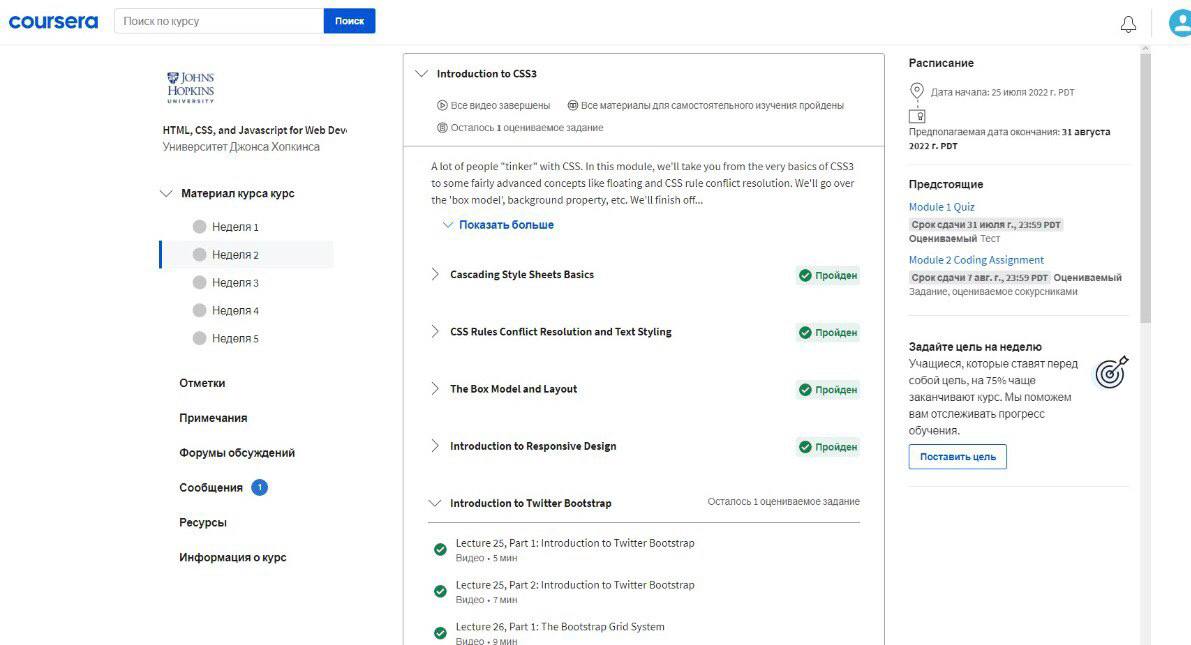 coursera
Поиск по курсу
Поиск
JOHNS
HOPKINS
UNIVERSITY
HTML, CSS, and Javascript for Web Deve
Университет Джонса Хопкинса
Материал курса курс
Неделя 1
Неделя 2
Неделя 3
Неделя 4
Неделя 5
Отметки
Примечания
Форумы обсуждений
Сообщения 1
Ресурсы
Информация о курс
Introduction to CSS3
Все видео завершены Все материалы для самостоятельного изучения пройдены
Осталось 1 оцениваемое задание
A lot of people "tinker" with CSS. In this module, we'll take you from the very basics of CSS3
to some fairly advanced concepts like floating and CSS rule conflict resolution. We'll go over
the 'box model', background property, etc. We'll finish off...
Показать больше
Cascading Style Sheets Basics Пройден
CSS Rules Conflict Resolution and Text Styling Пройден
The Box Model and Layout Пройден
Introduction to Responsive Design Пройден
Introduction to Twitter Bootstrap Осталось 1 оцениваемое задание
Lecture 25, Part 1: Introduction to Twitter Bootstrap
Видео • 5 мин
Lecture 25, Part 2: Introduction to Twitter Bootstrap
Видео • 7 мин
Lecture 26, Part 1: The Bootstrap Grid System
Видео • 9 мин
Расписание
Дата начала: 25 июля 2022 г. PDT
Предполагаемая дата окончания: 31 августа
2022 г. PDT
Предстоящие
Module 1 Quiz
Срок сдачи 31 июля г., 23:59 PDT
Оцениваемый Тест
Module 2 Coding Assignment
Срок сдачи 7 авг. г., 23:59 PDT Оцениваемый
Задание, оцениваемое сокурсниками
Задайте цель на неделю
Учащиеся, которые ставят перед
собой цель, на 75% чаще
заканчивают курс. Мы поможем
вам отслеживать прогресс
обучения.
Поставить цель